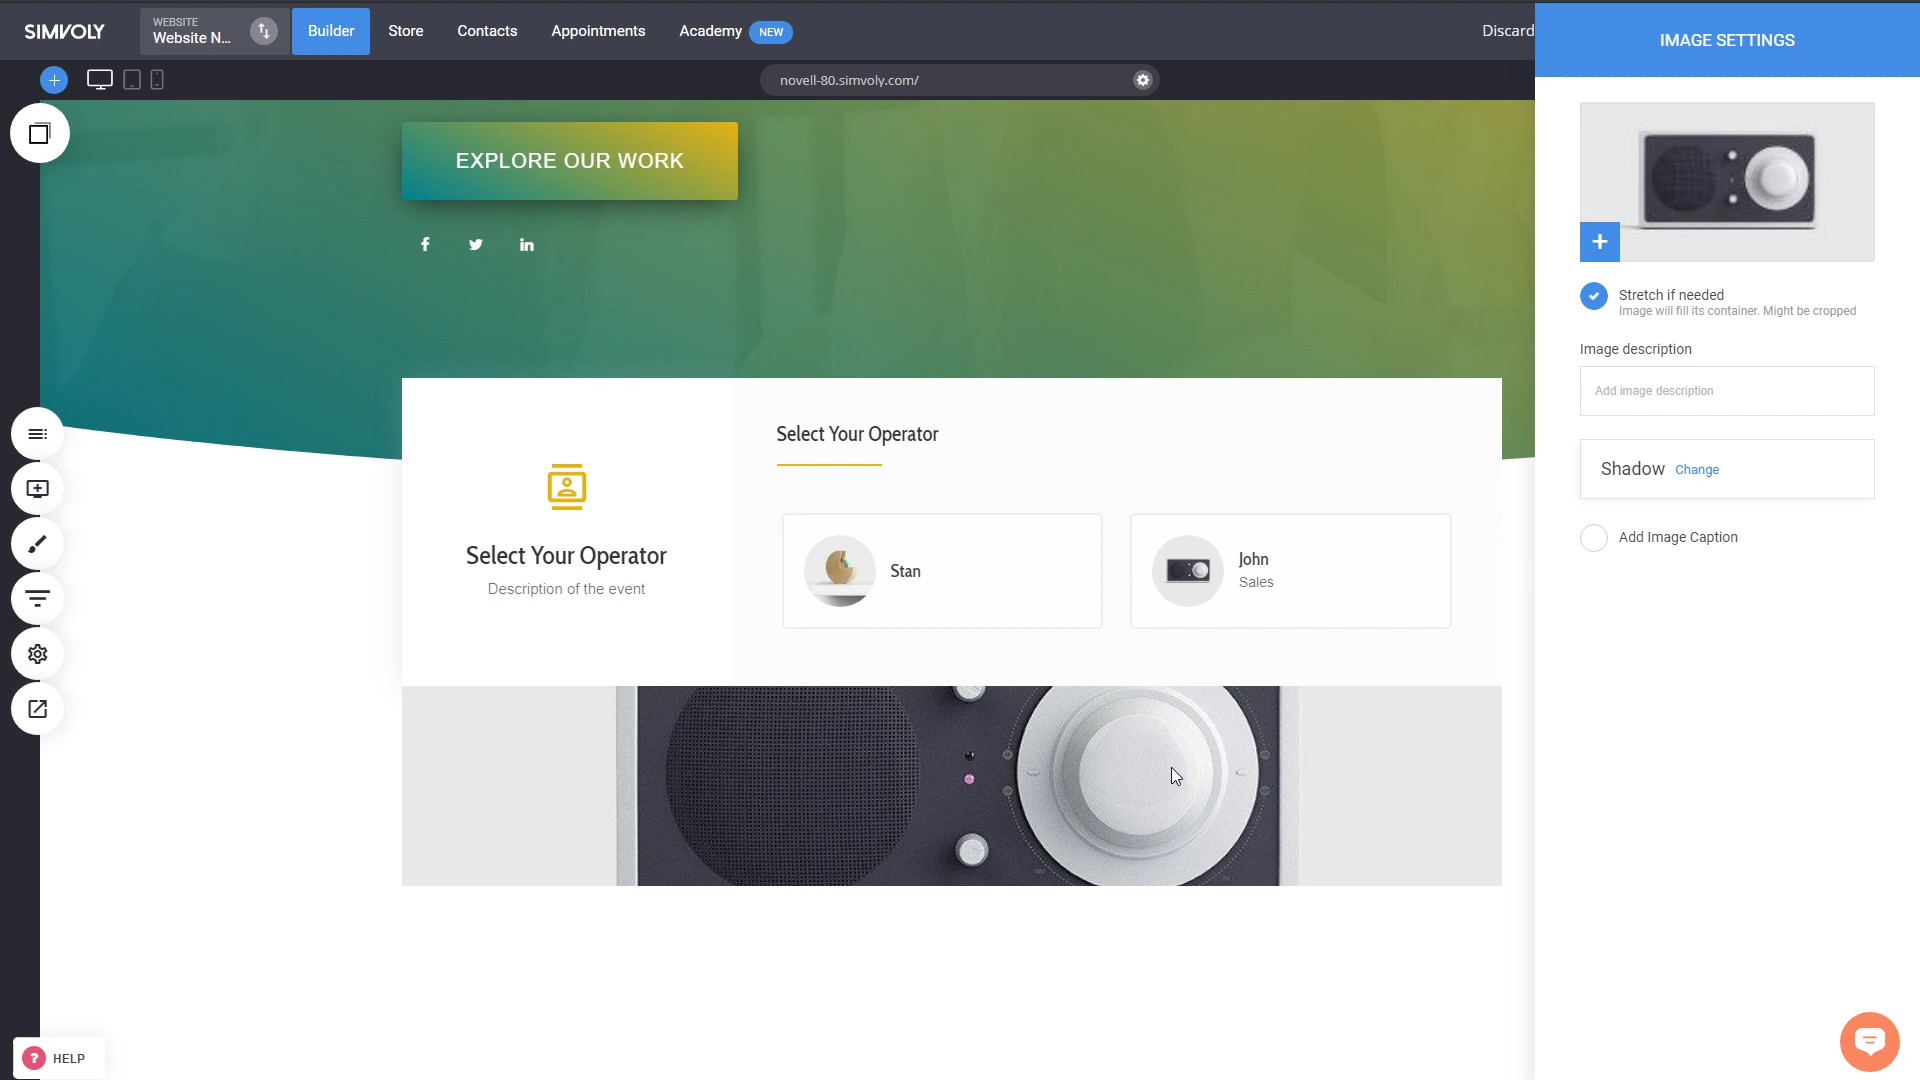 SIMVOLY
WEBSITE
Website N...
Builder
Store
Contacts
Appointments
Academy
NEW
Discard
IMAGE SETTINGS
novell-80.simvoly.com/
EXPLORE OUR WORK
Stretch if needed
Image will fill its container. Might be cropped
Image description
Add image description
Shadow Change
Add Image Caption
Select Your Operator
Description of the event
Select Your Operator
Stan
John
Sales
? HELP